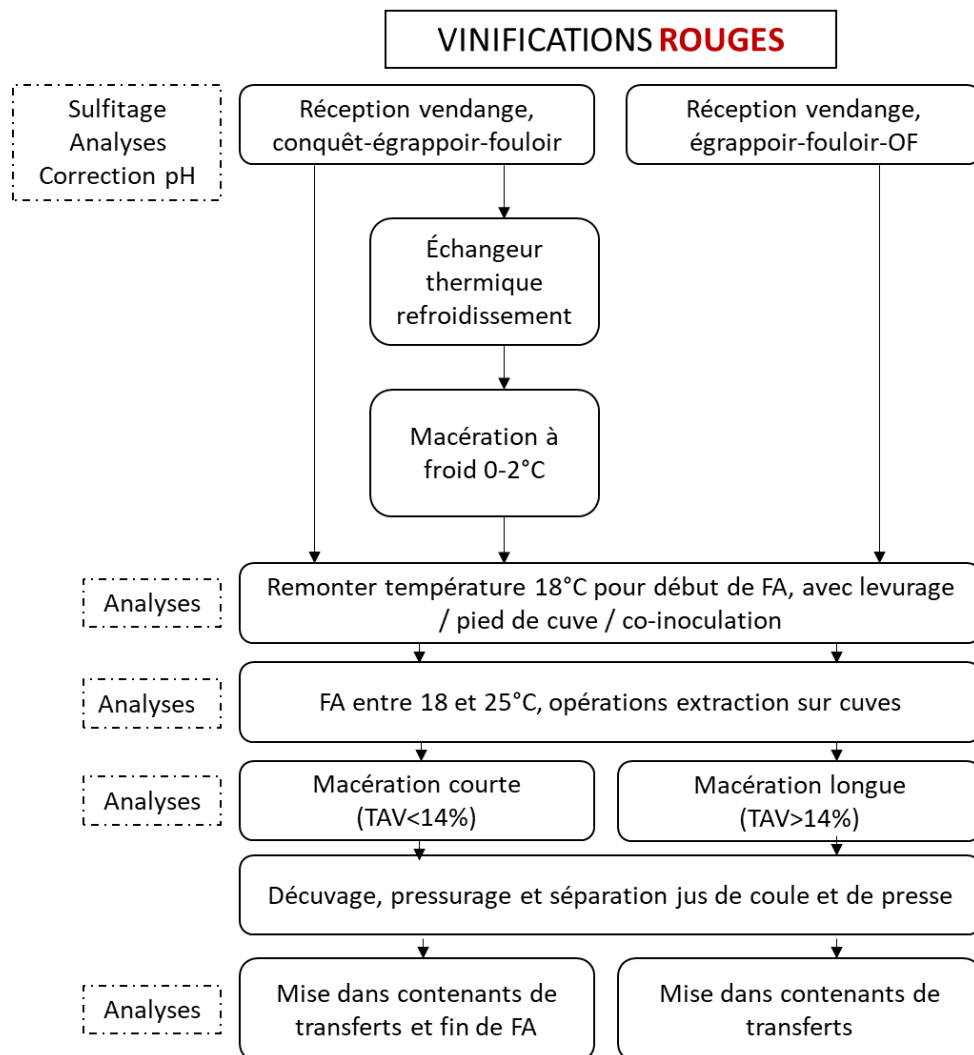 VINIFICATIONS ROUGES
Sulfitage
Analyses
Correction pH
Réception vendange,
conquêt-égrappoir-fouloir
Réception vendange,
égrappoir-fouloir-OF
Échangeur
thermique
refroidissement
Macération à
froid 0-2°C
Analyses
Remonter température 18°C pour début de FA, avec levurage
/ pied de cuve / co-inoculation
Analyses
FA entre 18 et 25°C, opérations extraction sur cuves
Analyses
Macération courte
(TAV<14%)
Macération longue
(TAV>14%)
Décuvage, pressurage et séparation jus de coule et de presse
Analyses
Mise dans contenants de
transferts et fin de FA
Mise dans contenants de
transferts